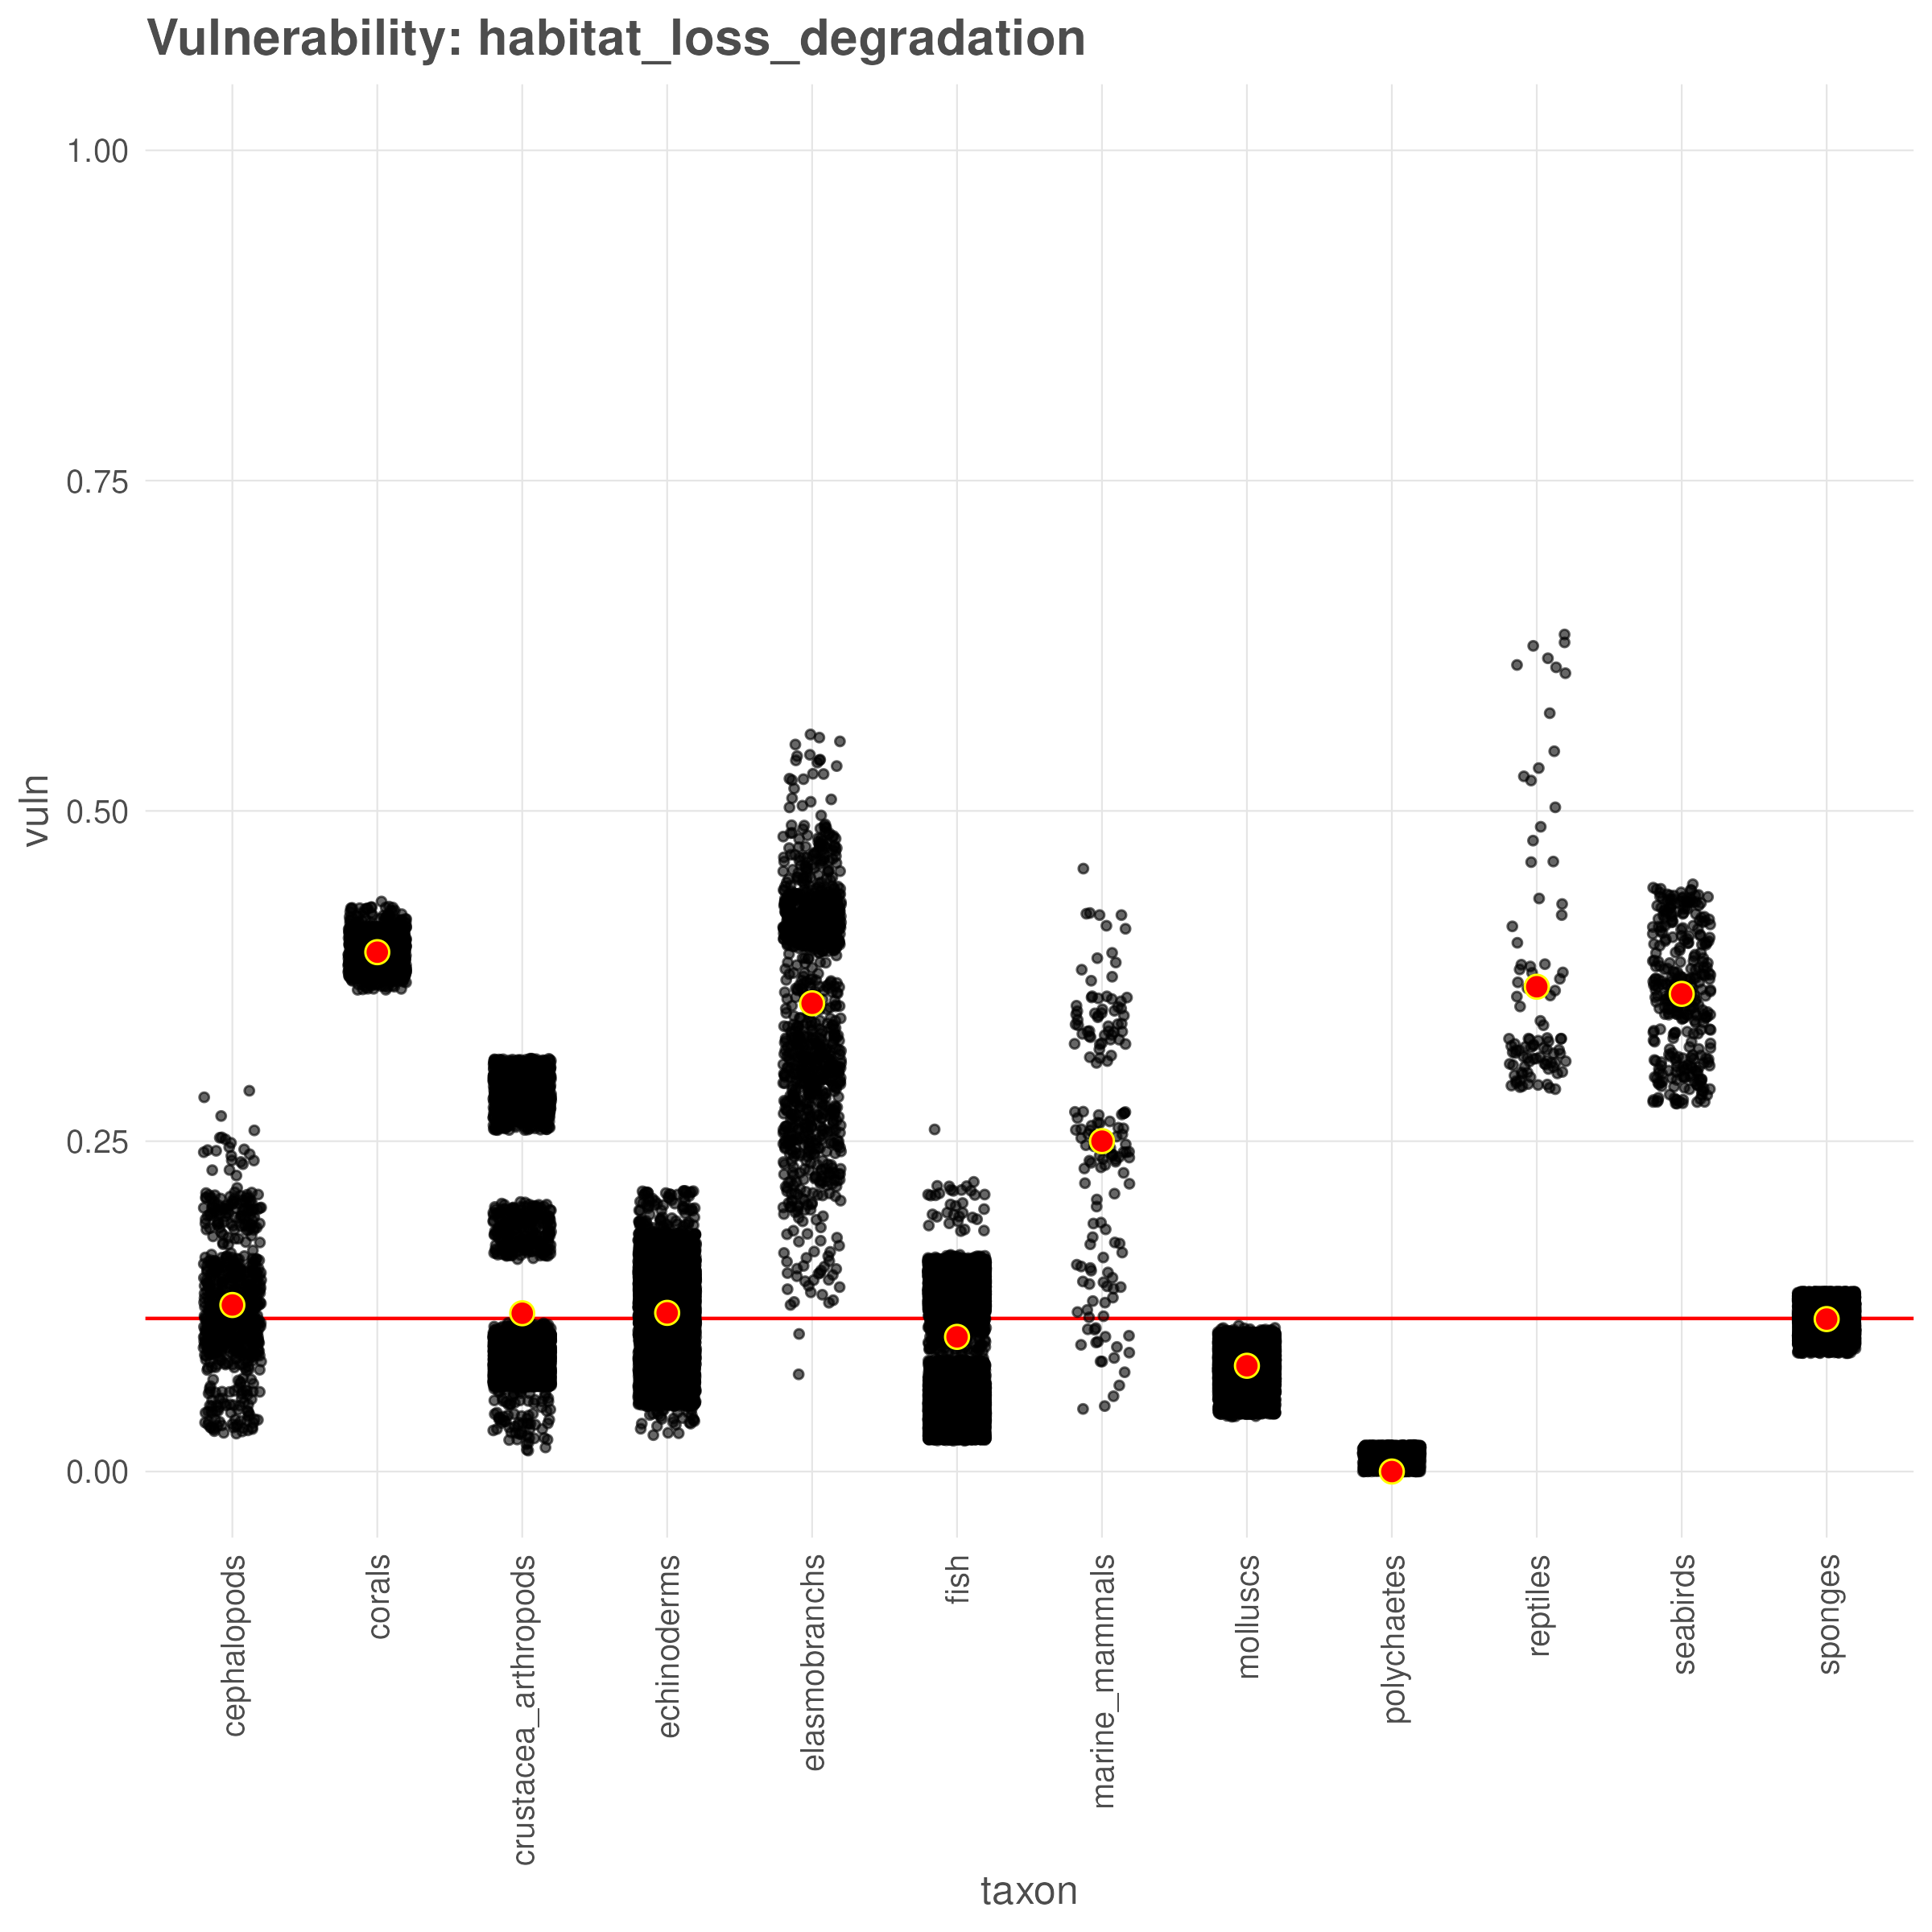 Vulnerability: habitat_loss_degradation
1.00
0.75
0.50
0.25
0.00
vuln
cephalopods
corals
crustacea_arthropods
echinoderms
elasmobranchs
fish
marine_mammals
molluscs
polychaetes
reptiles
seabirds
sponges
taxon